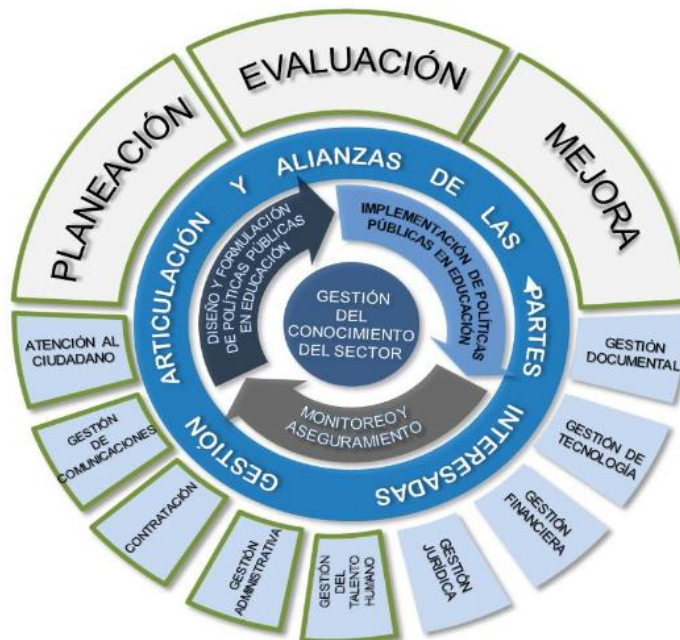 PLANEACIÓN
EVALUACIÓN
MEJORA
GESTIÓN ARTICULACIÓN Y ALIANZAS DE LAS PARTES INTERESADAS
DISEÑO Y FORMULACIÓN
DE POLÍTICAS PÚBLICAS
EN EDUCACIÓN
IMPLEMENTACIÓN DE POLÍTICAS
PÚBLICAS EN EDUCACIÓN
MONITOREO Y
ASEGURAMIENTO
GESTIÓN
DEL
CONOCIMIENTO
DEL SECTOR
ATENCIÓN AL
CIUDADANO
GESTIÓN
DE
COMUNICACIONES
CONTRATACIÓN
GESTIÓN
ADMINISTRATIVA
GESTIÓN
DEL
TALENTO
HUMANO
GESTIÓN
JURÍDICA
GESTIÓN
FINANCIERA
GESTIÓN DE
TECNOLOGÍA
GESTIÓN
DOCUMENTAL